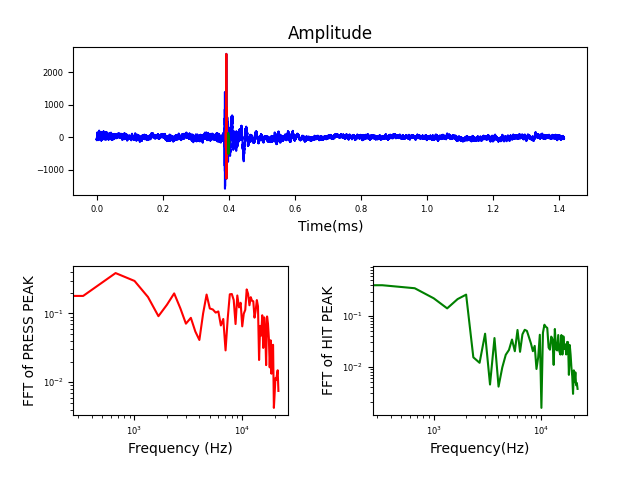 Amplitude
2000
1000
0
−1000
0.0 0.2 0.4 0.6 0.8 1.0 1.2 1.4
Time(ms)
FFT of PRESS PEAK
10⁻¹
10⁻²
10³ 10⁴
Frequency (Hz)
FFT of HIT PEAK
10⁻¹
10⁻²
10³ 10⁴
Frequency(Hz)